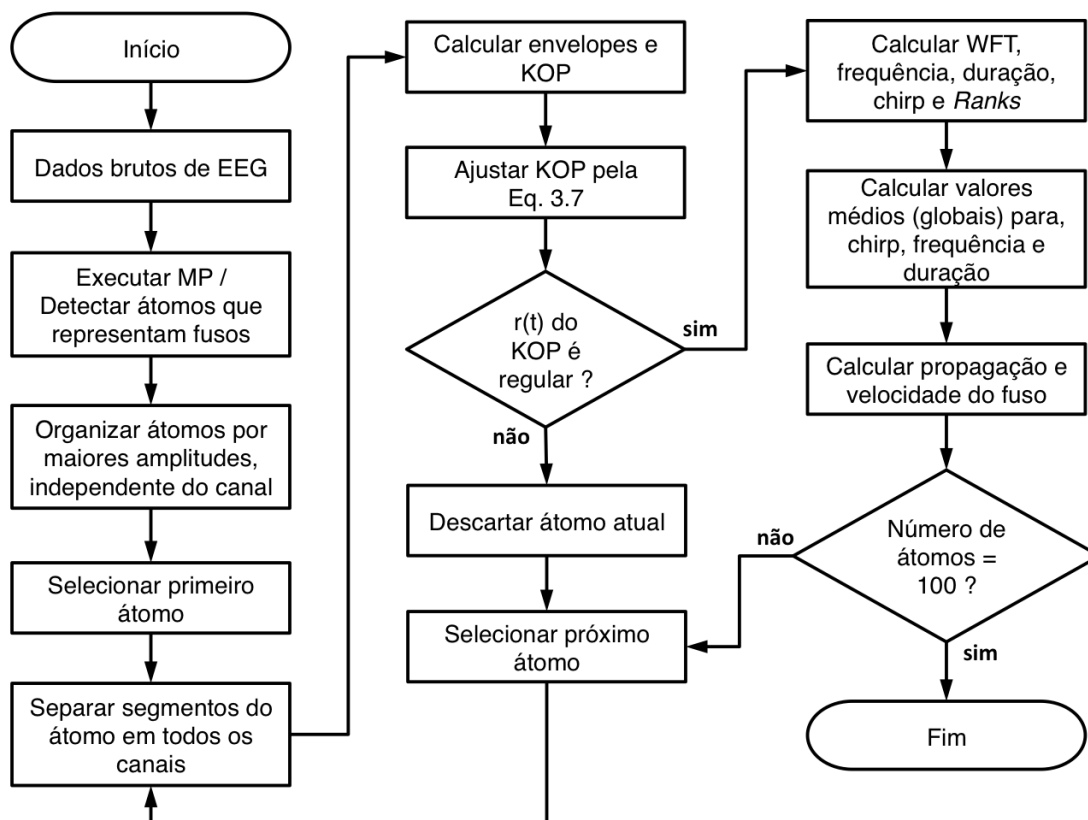 Início
Dados brutos de EEG
Executar MP /
Detectar átomos que
representam fusos
Organizar átomos por
maiores amplitudes,
independente do canal
Selecionar primeiro
átomo
Separar segmentos do
átomo em todos os
canais
Calcular envelopes e
KOP
Ajustar KOP pela
Eq. 3.7
r(t) do
KOP é
regular ?
sim
não
Descartar átomo atual
Selecionar próximo
átomo
Calcular WFT,
frequência, duração,
chirp e Ranks
Calcular valores
médios (globais) para,
chirp, frequência e
duração
Calcular propagação e
velocidade do fuso
Número de
átomos =
100 ?
não
sim
Fim